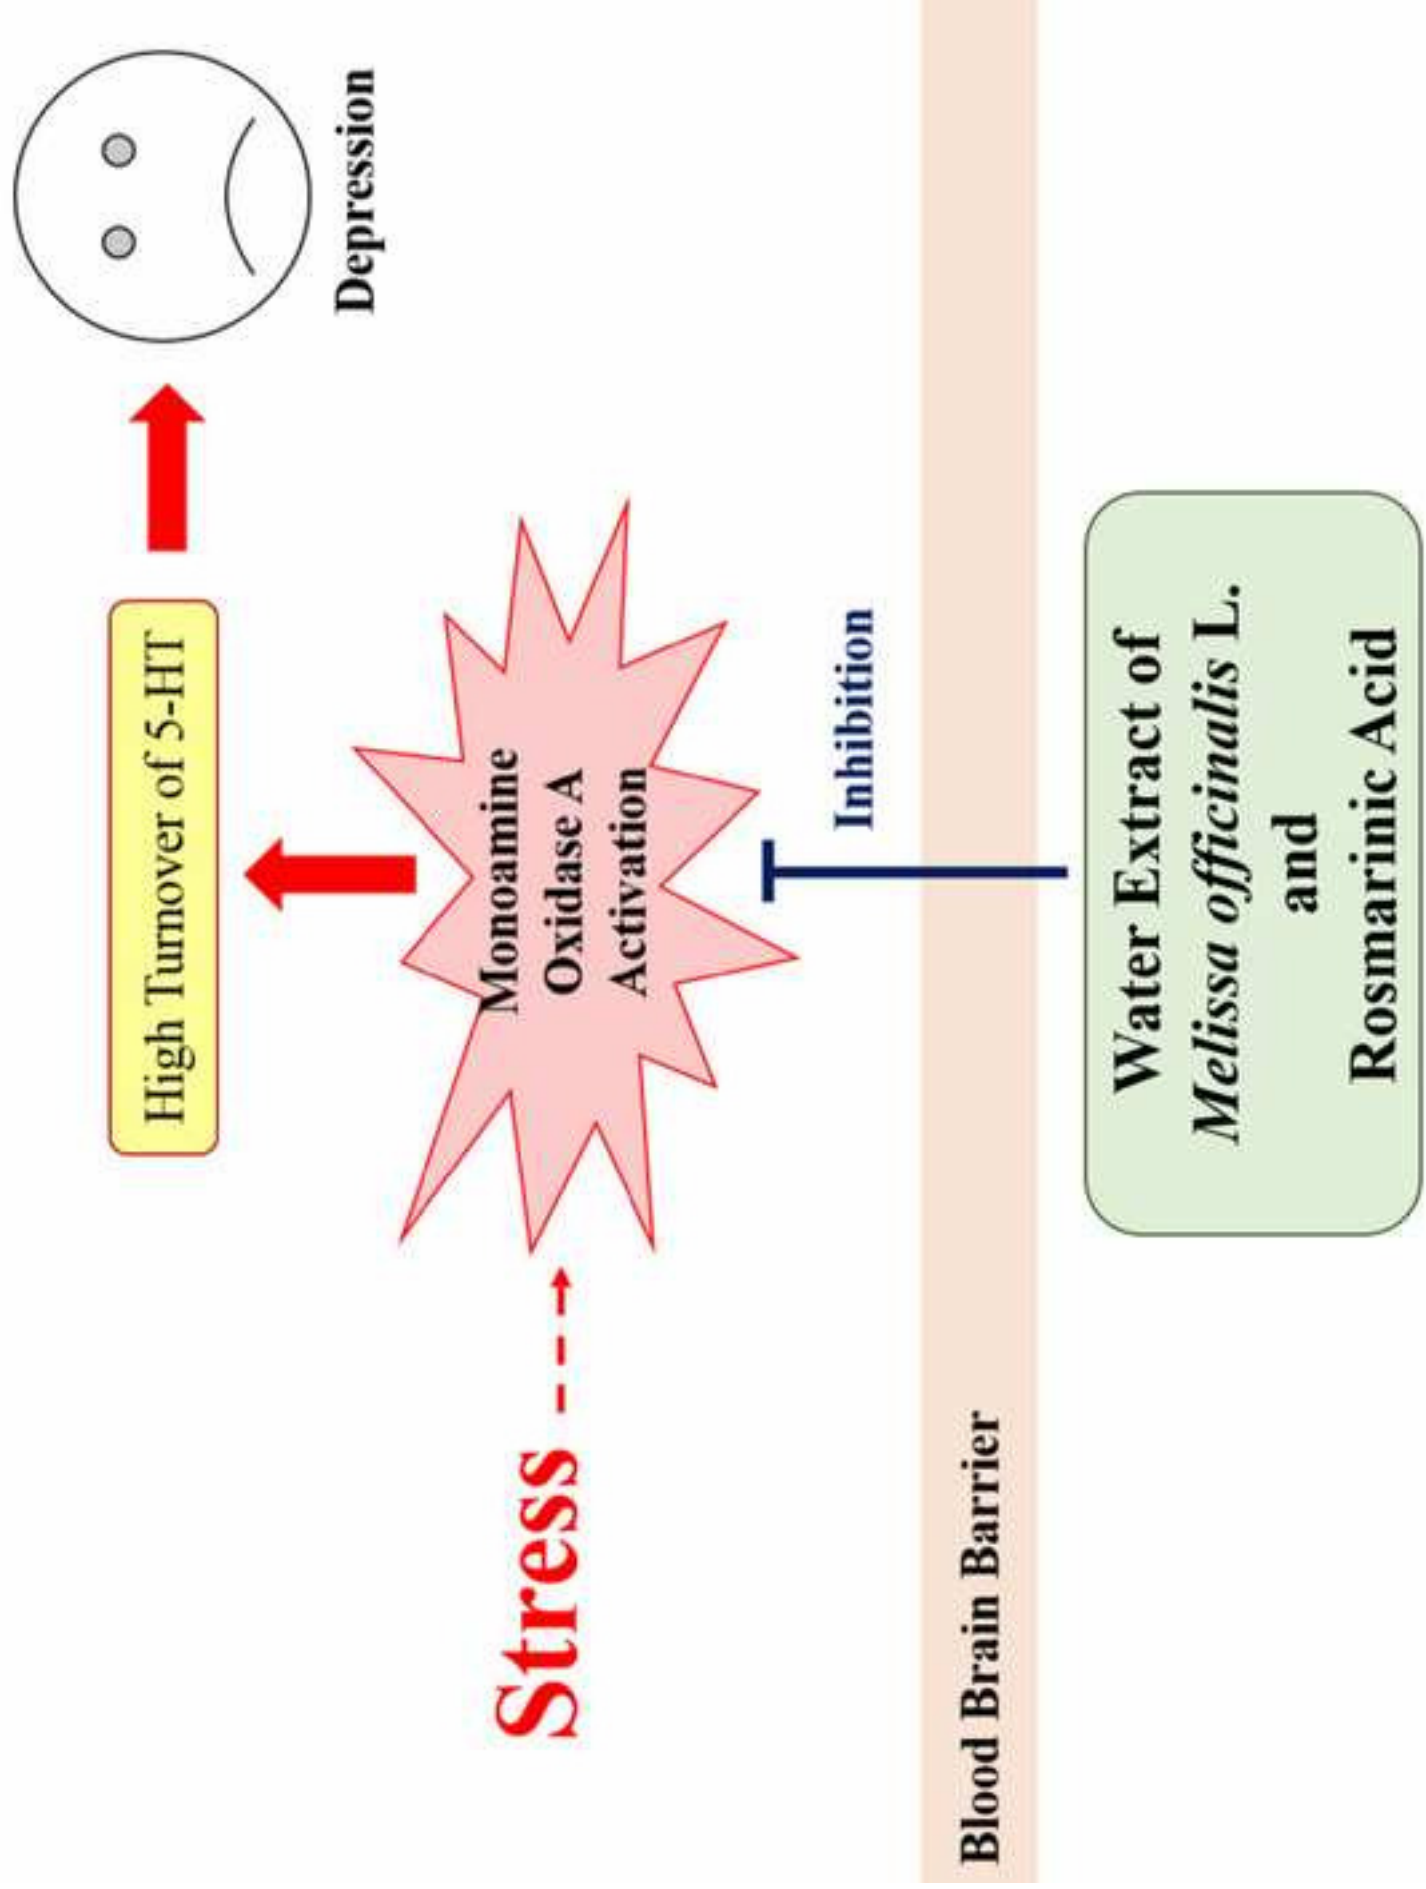 High Turnover of 5-HT
Depression
Monoamine
Oxidase A
Activation
Stress
Inhibition
Blood Brain Barrier
Water Extract of
Melissa officinalis L.
and
Rosmarinic Acid